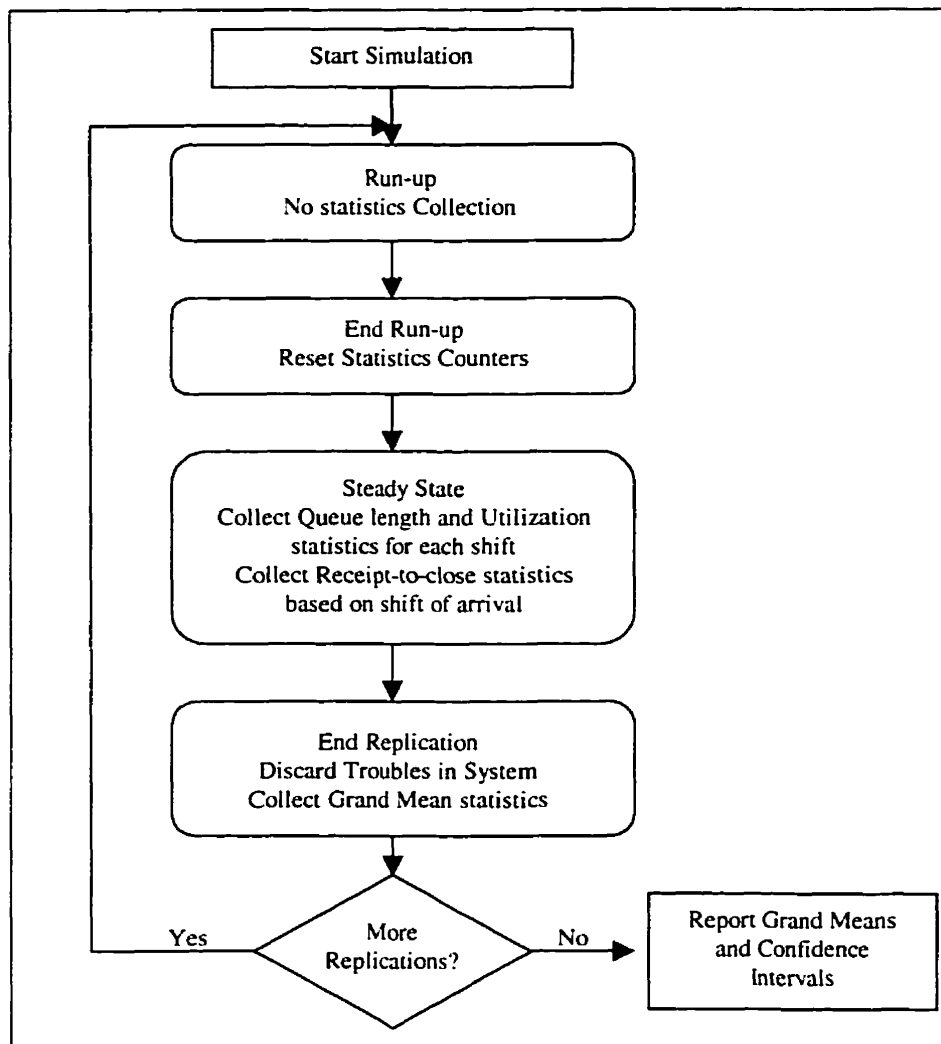 Start Simulation
Run-up
No statistics Collection
End Run-up
Reset Statistics Counters
Steady State
Collect Queue length and Utilization
statistics for each shift
Collect Receipt-to-close statistics
based on shift of arrival
End Replication
Discard Troubles in System
Collect Grand Mean statistics
More
Replications?
Yes
No
Report Grand Means
and Confidence
Intervals